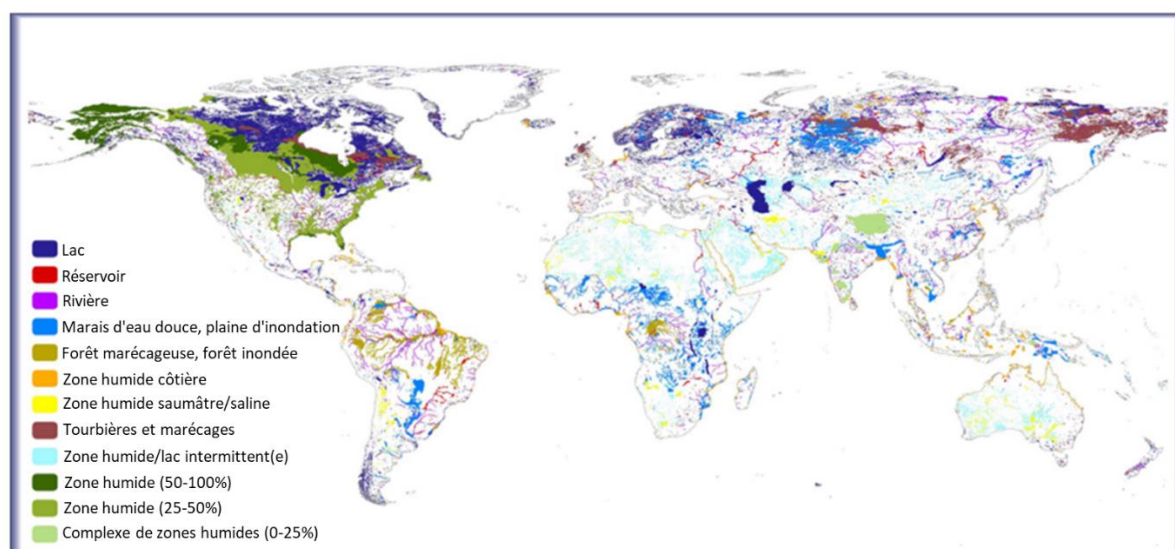 Lac
Réservoir
Rivière
Marais d'eau douce, plaine d'inondation
Forêt marécageuse, forêt inondée
Zone humide côtière
Zone humide saumâtre/saline
Tourbières et marécages
Zone humide/lac intermittent(e)
Zone humide (50-100%)
Zone humide (25-50%)
Complexe de zones humides (0-25%)